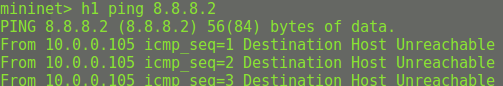 mininet> h1 ping 8.8.8.2
PING 8.8.8.2 (8.8.8.2) 56(84) bytes of data.
From 10.0.0.105 icmp_seq=1 Destination Host Unreachable
From 10.0.0.105 icmp_seq=2 Destination Host Unreachable
From 10.0.0.105 icmp_seq=3 Destination Host Unreachable